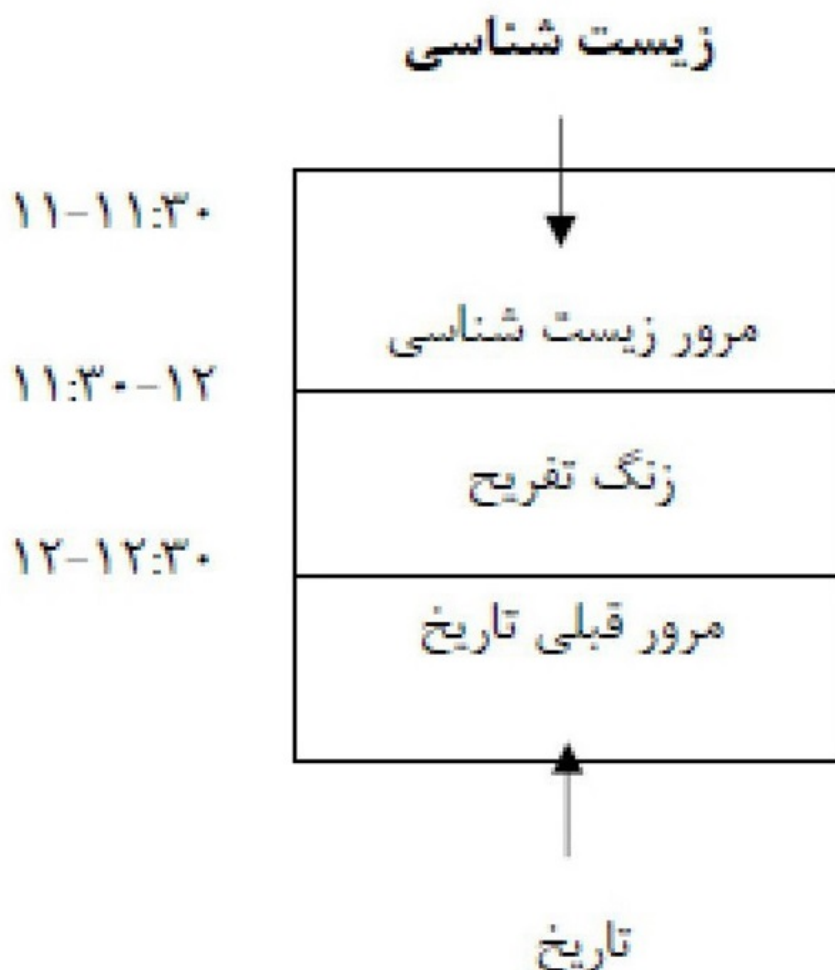 زیست شناسی
۱۱-۱۱:۳۰
مرور زیست شناسی
۱۱:۳۰-۱۲
زنگ تفریح
۱۲-۱۲:۳۰
مرور قبلی تاریخ
تاریخ